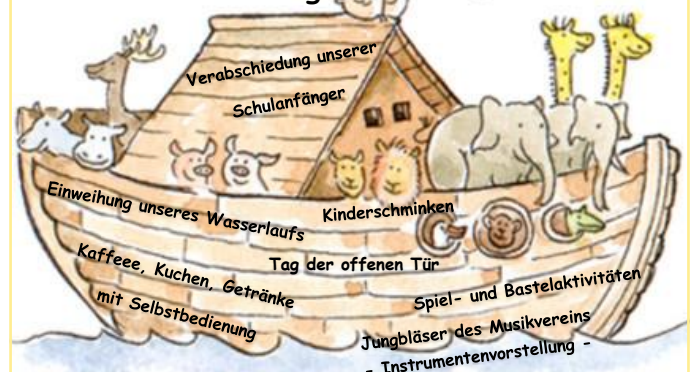 Verabschiedung unserer
Schulanfänger
Einweihung unseres Wasserlaufs
Kinderschminken
Kaffeee, Kuchen, Getränke
mit Selbstbedienung
Tag der offenen Tür
Spiel- und Bastelaktivitäten
Jungbläser des Musikvereins
- Instrumentenvorstellung -